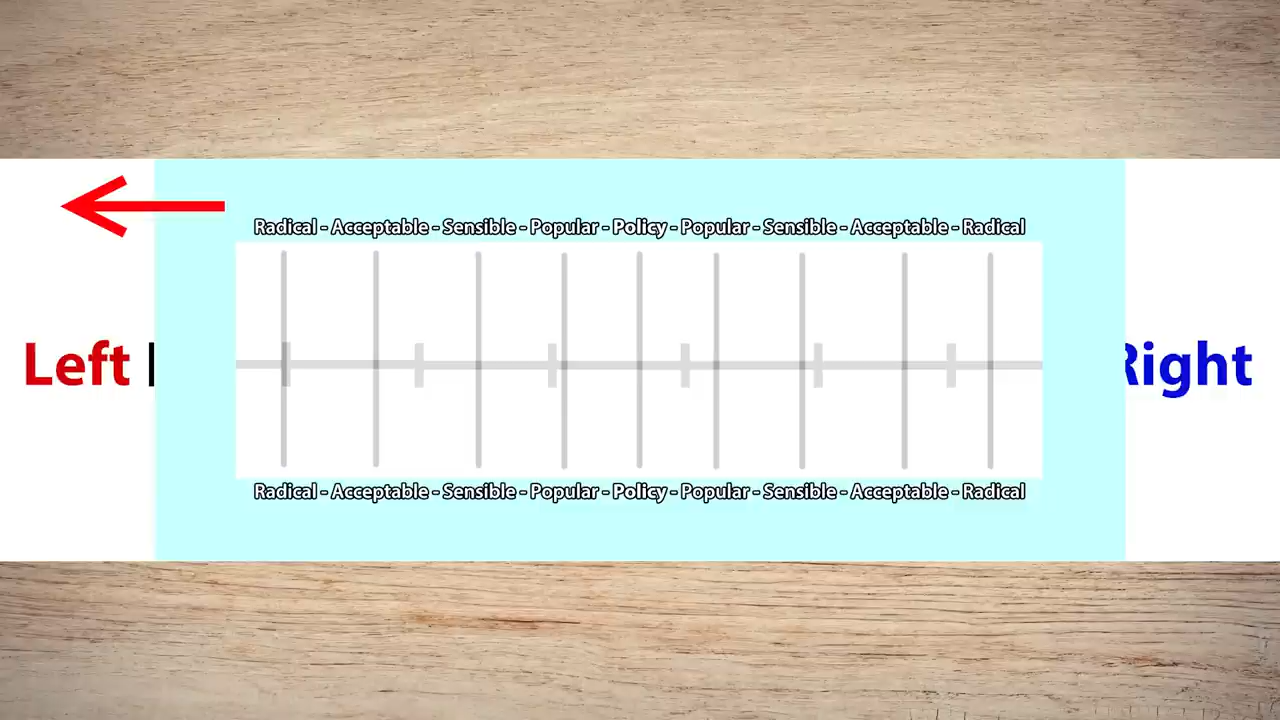 Radical - Acceptable - Sensible - Popular - Policy - Popular - Sensible - Acceptable - Radical
Left Right
Radical - Acceptable - Sensible - Popular - Policy - Popular - Sensible - Acceptable - Radical